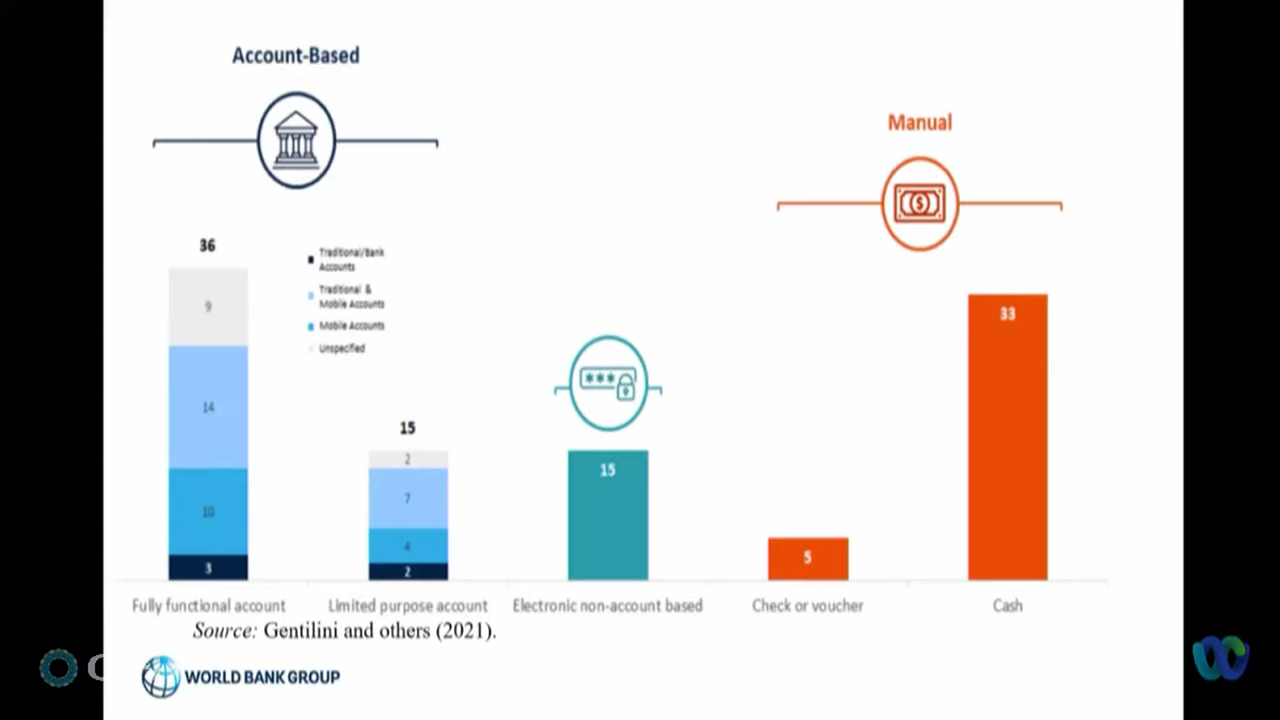 Account-Based
Manual
36
9
14
10
3
Traditional/Bank
Accounts
Traditional &
Mobile Accounts
Mobile Accounts
Unspecified
15
2
7
4
2
***
15
5
$
33
Fully functional account
Limited purpose account
Electronic non-account based
Check or voucher
Cash
Source: Gentilini and others (2021).
WORLD BANK GROUP